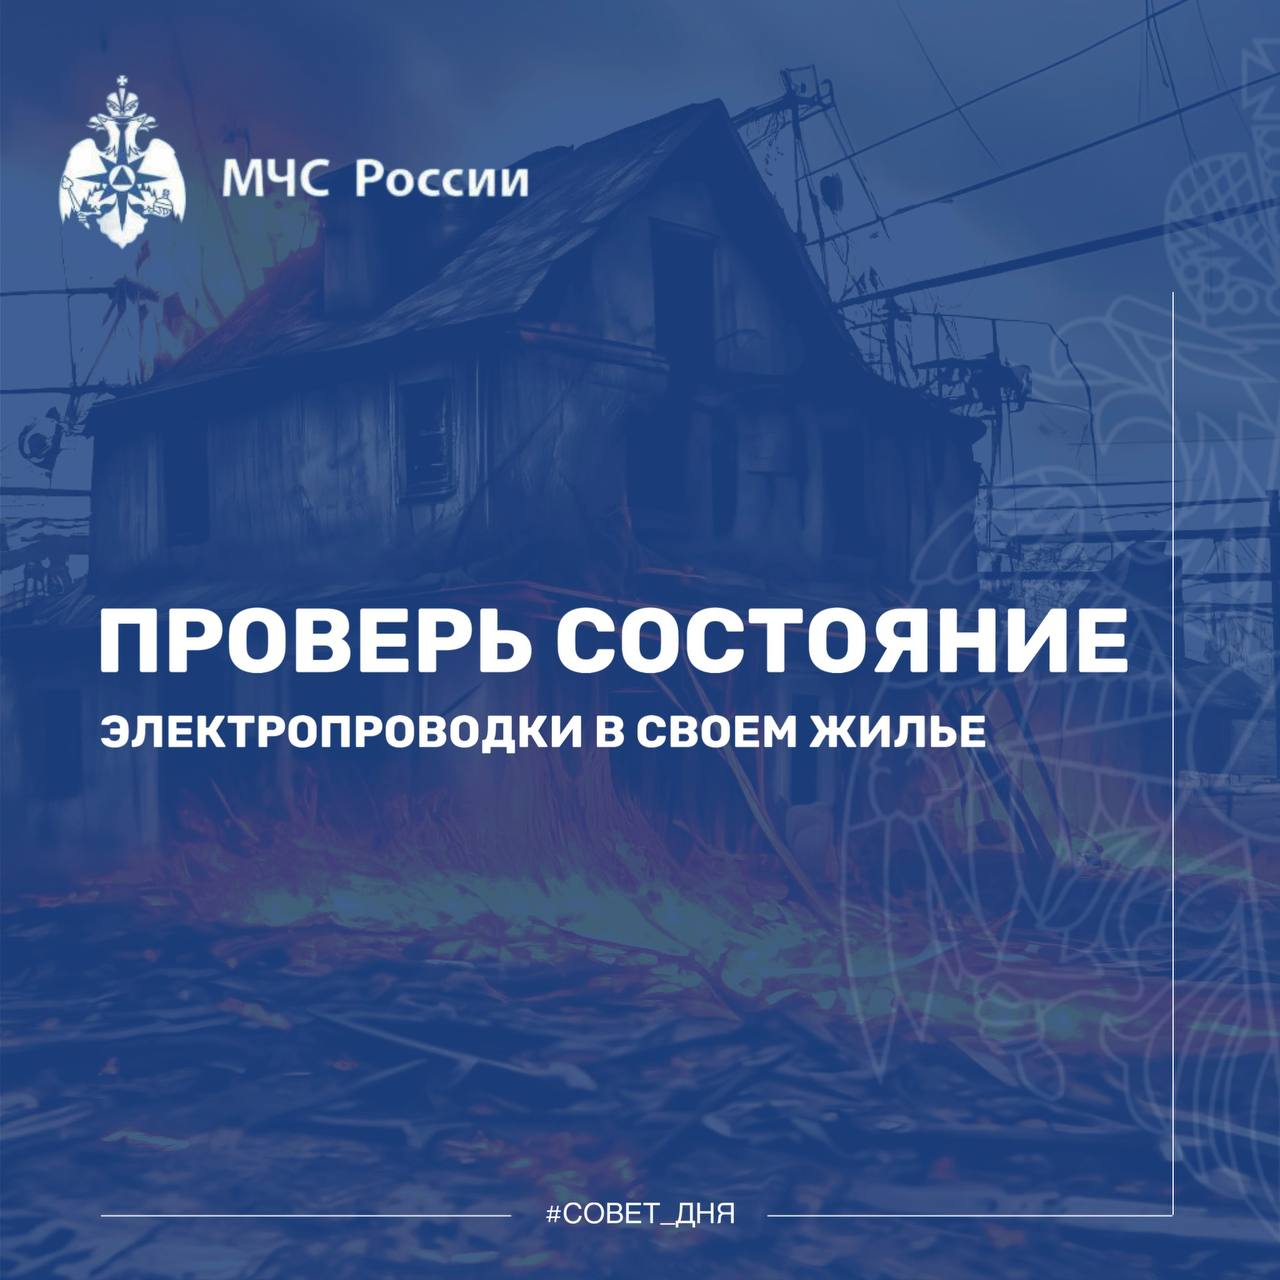 МЧС России
ПРОВЕРЬ СОСТОЯНИЕ
ЭЛЕКТРОПРОВОДКИ В СВОЕМ ЖИЛЬЕ
#СОВЕТ_ДНЯ